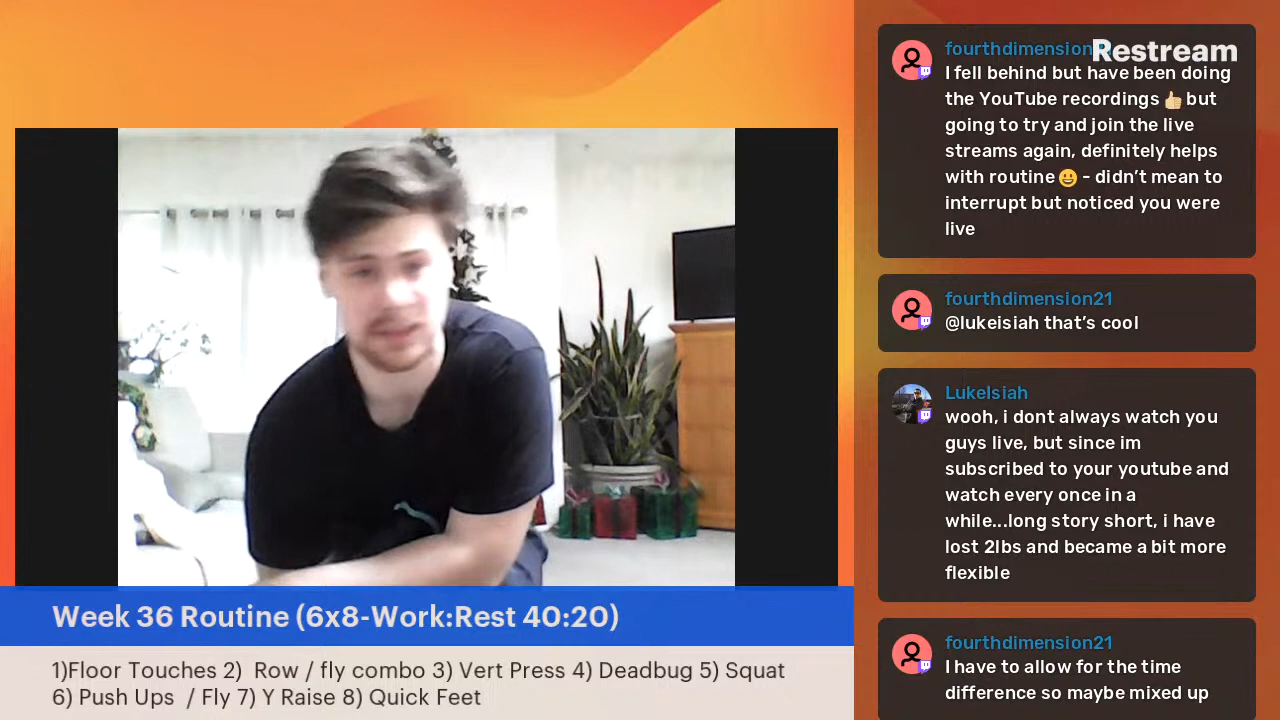 Restream
fourthdimension
I fell behind but have been doing
the YouTube recordings 👍🏼 but
going to try and join the live
streams again, definitely helps
with routine 😀 - didn’t mean to
interrupt but noticed you were
live
fourthdimension21
@lukeisiah that’s cool
LukeIsiah
wooh, i dont always watch you
guys live, but since im
subscribed to your youtube and
watch every once in a
while...long story short, i have
lost 2lbs and became a bit more
flexible
fourthdimension21
I have to allow for the time
difference so maybe mixed up
Week 36 Routine (6x8-Work:Rest 40:20)
1)Floor Touches 2)  Row / fly combo 3) Vert Press 4) Deadbug 5) Squat
6) Push Ups  / Fly 7) Y Raise 8) Quick Feet